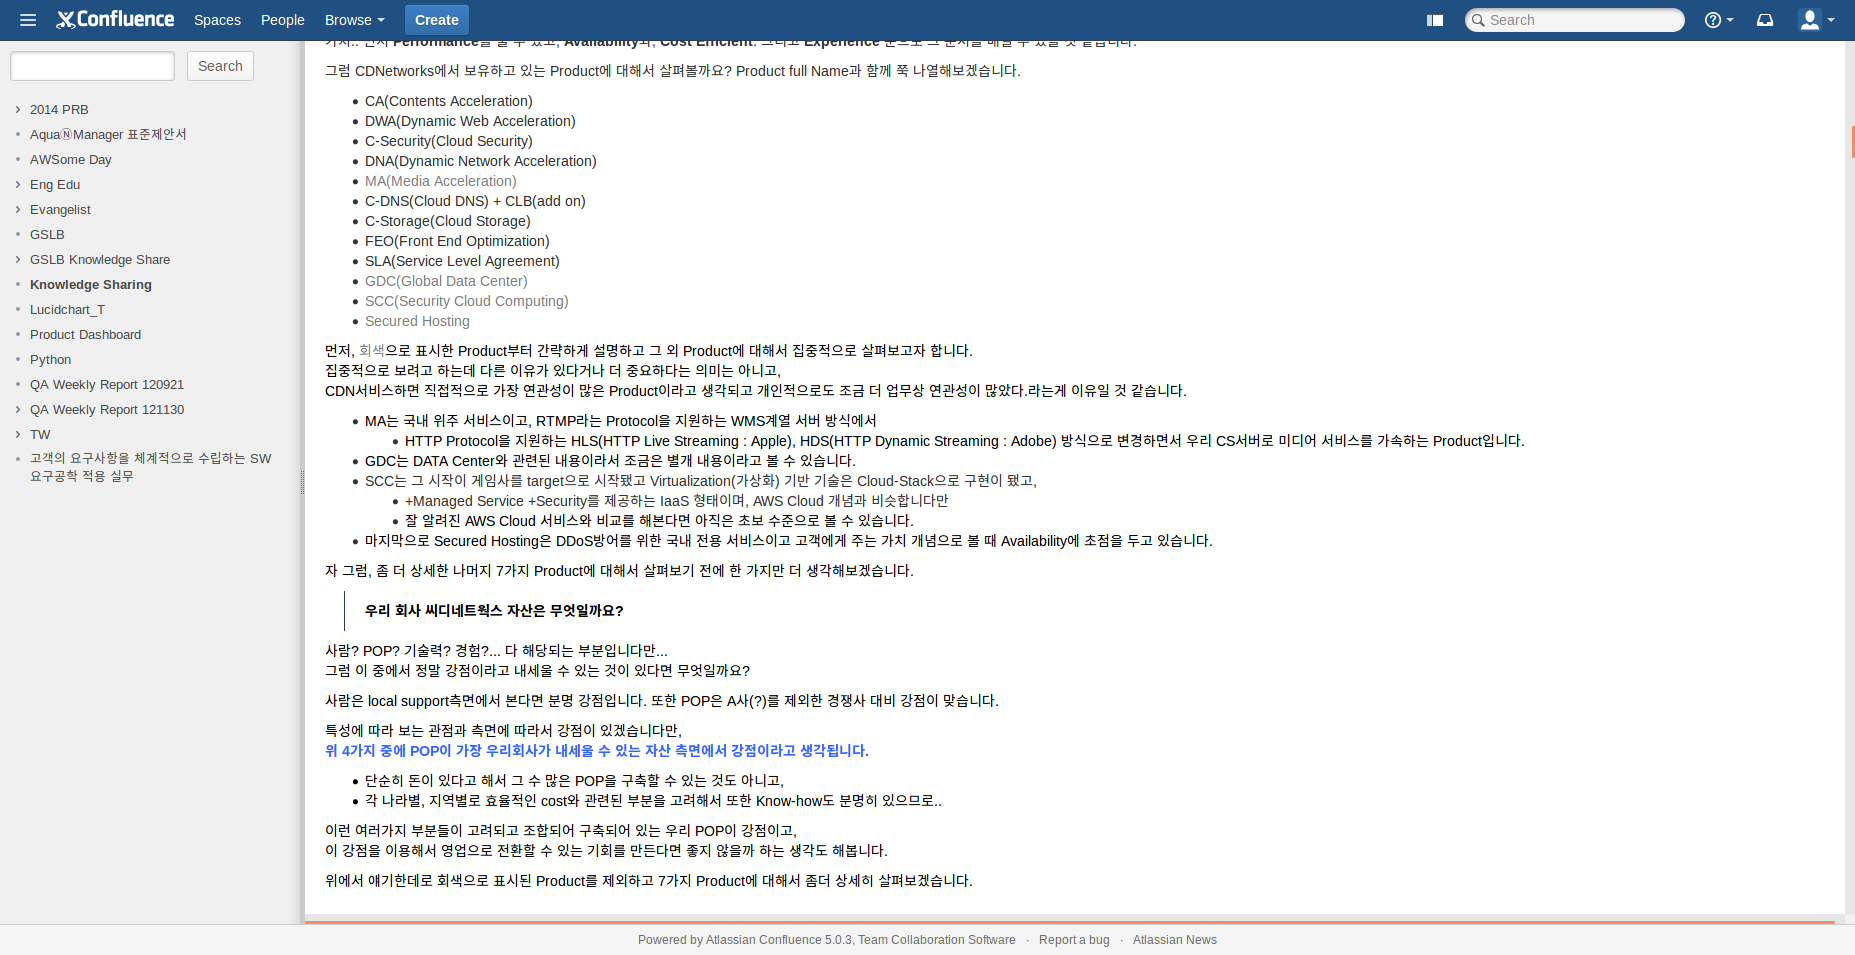 Confluence Spaces People Browse Create Search
Search
2014 PRB
AquaⓃManager 표준제안서
AWSome Day
Eng Edu
Evangelist
GSLB
GSLB Knowledge Share
Knowledge Sharing
Lucidchart_T
Product Dashboard
Python
QA Weekly Report 120921
QA Weekly Report 121130
TW
고객의 요구사항을 체계적으로 수립하는 SW
요구공학 적용 실무
그럼 CDNetworks에서 보유하고 있는 Product에 대해서 살펴볼까요? Product full Name과 함께 쭉 나열해보겠습니다.
CA(Contents Acceleration)
DWA(Dynamic Web Acceleration)
C-Security(Cloud Security)
DNA(Dynamic Network Acceleration)
MA(Media Acceleration)
C-DNS(Cloud DNS) + CLB(add on)
C-Storage(Cloud Storage)
FEO(Front End Optimization)
SLA(Service Level Agreement)
GDC(Global Data Center)
SCC(Security Cloud Computing)
Secured Hosting
먼저, 회색으로 표시한 Product부터 간략하게 설명하고 그 외 Product에 대해서 집중적으로 살펴보고자 합니다.
집중적으로 보려고 하는데 다른 이유가 있다거나 더 중요하다는 의미는 아니고,
CDN서비스하면 직접적으로 가장 연관성이 많은 Product이라고 생각되고 개인적으로도 조금 더 업무상 연관성이 많았다.라는게 이유일 것 같습니다.
MA는 국내 위주 서비스이고, RTMP라는 Protocol을 지원하는 WMS계열 서버 방식에서
HTTP Protocol을 지원하는 HLS(HTTP Live Streaming : Apple), HDS(HTTP Dynamic Streaming : Adobe) 방식으로 변경하면서 우리 CS서버로 미디어 서비스를 가속하는 Product입니다.
GDC는 DATA Center와 관련된 내용이라서 조금은 별개 내용이라고 볼 수 있습니다.
SCC는 그 시작이 게임사를 target으로 시작됐고 Virtualization(가상화) 기반 기술은 Cloud-Stack으로 구현이 됐고,
+Managed Service +Security를 제공하는 IaaS 형태이며, AWS Cloud 개념과 비슷합니다만
잘 알려진 AWS Cloud 서비스와 비교를 해본다면 아직은 초보 수준으로 볼 수 있습니다.
마지막으로 Secured Hosting은 DDoS방어를 위한 국내 전용 서비스이고 고객에게 주는 가치 개념으로 볼 때 Availability에 초점을 두고 있습니다.
자 그럼, 좀 더 상세한 나머지 7가지 Product에 대해서 살펴보기 전에 한 가지만 더 생각해보겠습니다.
우리 회사 씨디네트웍스 자산은 무엇일까요?
사람? POP? 기술력? 경험?... 다 해당되는 부분입니다만...
그럼 이 중에서 정말 강점이라고 내세울 수 있는 것이 있다면 무엇일까요?
사람은 local support측면에서 본다면 분명 강점입니다. 또한 POP은 A사(?)를 제외한 경쟁사 대비 강점이 맞습니다.
특성에 따라 보는 관점과 측면에 따라서 강점이 있겠습니다만,
위 4가지 중에 POP이 가장 우리회사가 내세울 수 있는 자산 측면에서 강점이라고 생각됩니다.
단순히 돈이 있다고 해서 그 수 많은 POP을 구축할 수 있는 것도 아니고,
각 나라별, 지역별로 효율적인 cost와 관련된 부분을 고려해서 또한 Know-how도 분명히 있으므로..
이런 여러가지 부분들이 고려되고 조합되어 구축되어 있는 우리 POP이 강점이고,
이 강점을 이용해서 영업으로 전환할 수 있는 기회를 만든다면 좋지 않을까 하는 생각도 해봅니다.
위에서 얘기한데로 회색으로 표시된 Product를 제외하고 7가지 Product에 대해서 좀더 상세히 살펴보겠습니다.
Powered by Atlassian Confluence 5.0.3, Team Collaboration Software · Report a bug · Atlassian News